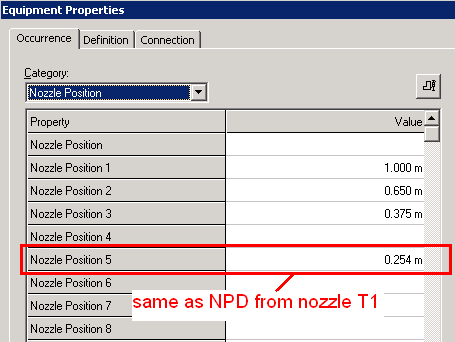 Equipment Properties
Occurrence Definition Connection
Category:
Nozzle Position
Property Value
Nozzle Position
Nozzle Position 1 1.000 m
Nozzle Position 2 0.650 m
Nozzle Position 3 0.375 m
Nozzle Position 4
Nozzle Position 5 0.254 m
Nozzle Position 6
same as NPD from nozzle T1
Nozzle Position 7
Nozzle Position 8